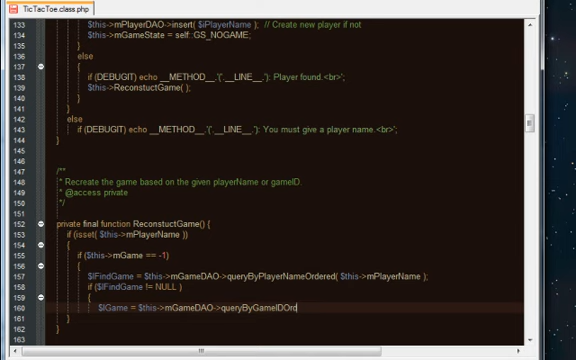 TicTacToe.class.php
133 $this->mPlayerDAO->insert( $iPlayerName ); // Create new player if not
134 $this->mGameState = self::GS_NOGAME;
135 }
136 else
137 {
138 if (DEBUGIT) echo __METHOD__.'('.__LINE__.'): Player found.<br>';
139 $this->ReconstuctGame( );
140 }
141 }
142 else
143 if (DEBUGIT) echo __METHOD__.'('.__LINE__.'): You must give a player name.<br>';
144 }
145
146
147 /**
148 * Recreate the game based on the given playerName or gameID.
149 * @access private
150 */
151
152 private final function ReconstuctGame() {
153 if (isset( $this->mPlayerName ))
154 {
155 if ($this->mGame == -1)
156 {
157 $lFindGame = $this->mGameDAO->queryByPlayerNameOrdered( $this->mPlayerName );
158 if ($lFindGame != NULL )
159 {
160 $lGame = $this->mGameDAO->queryByGameIDOrd
161 }
162 }
163